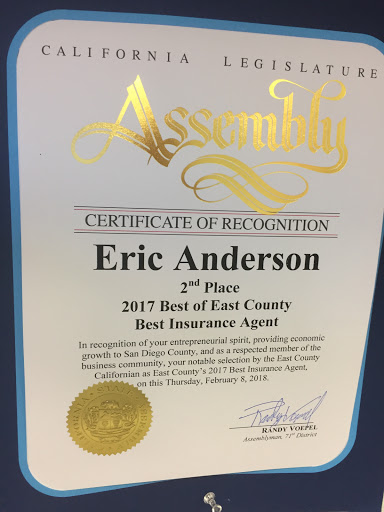 CALIFORNIA LEGISLATURE
Assembly
CERTIFICATE OF RECOGNITION
Eric Anderson
2nd Place
2017 Best of East County
Best Insurance Agent
In recognition of your entrepreneurial spirit, providing economic
growth to San Diego County, and as a respected member of the
business community, your notable selection by the East County
Californian as East County's 2017 Best Insurance Agent,
on this Thursday, February 8, 2018.
RANDY VOEPEL
Assemblyman, 71st District